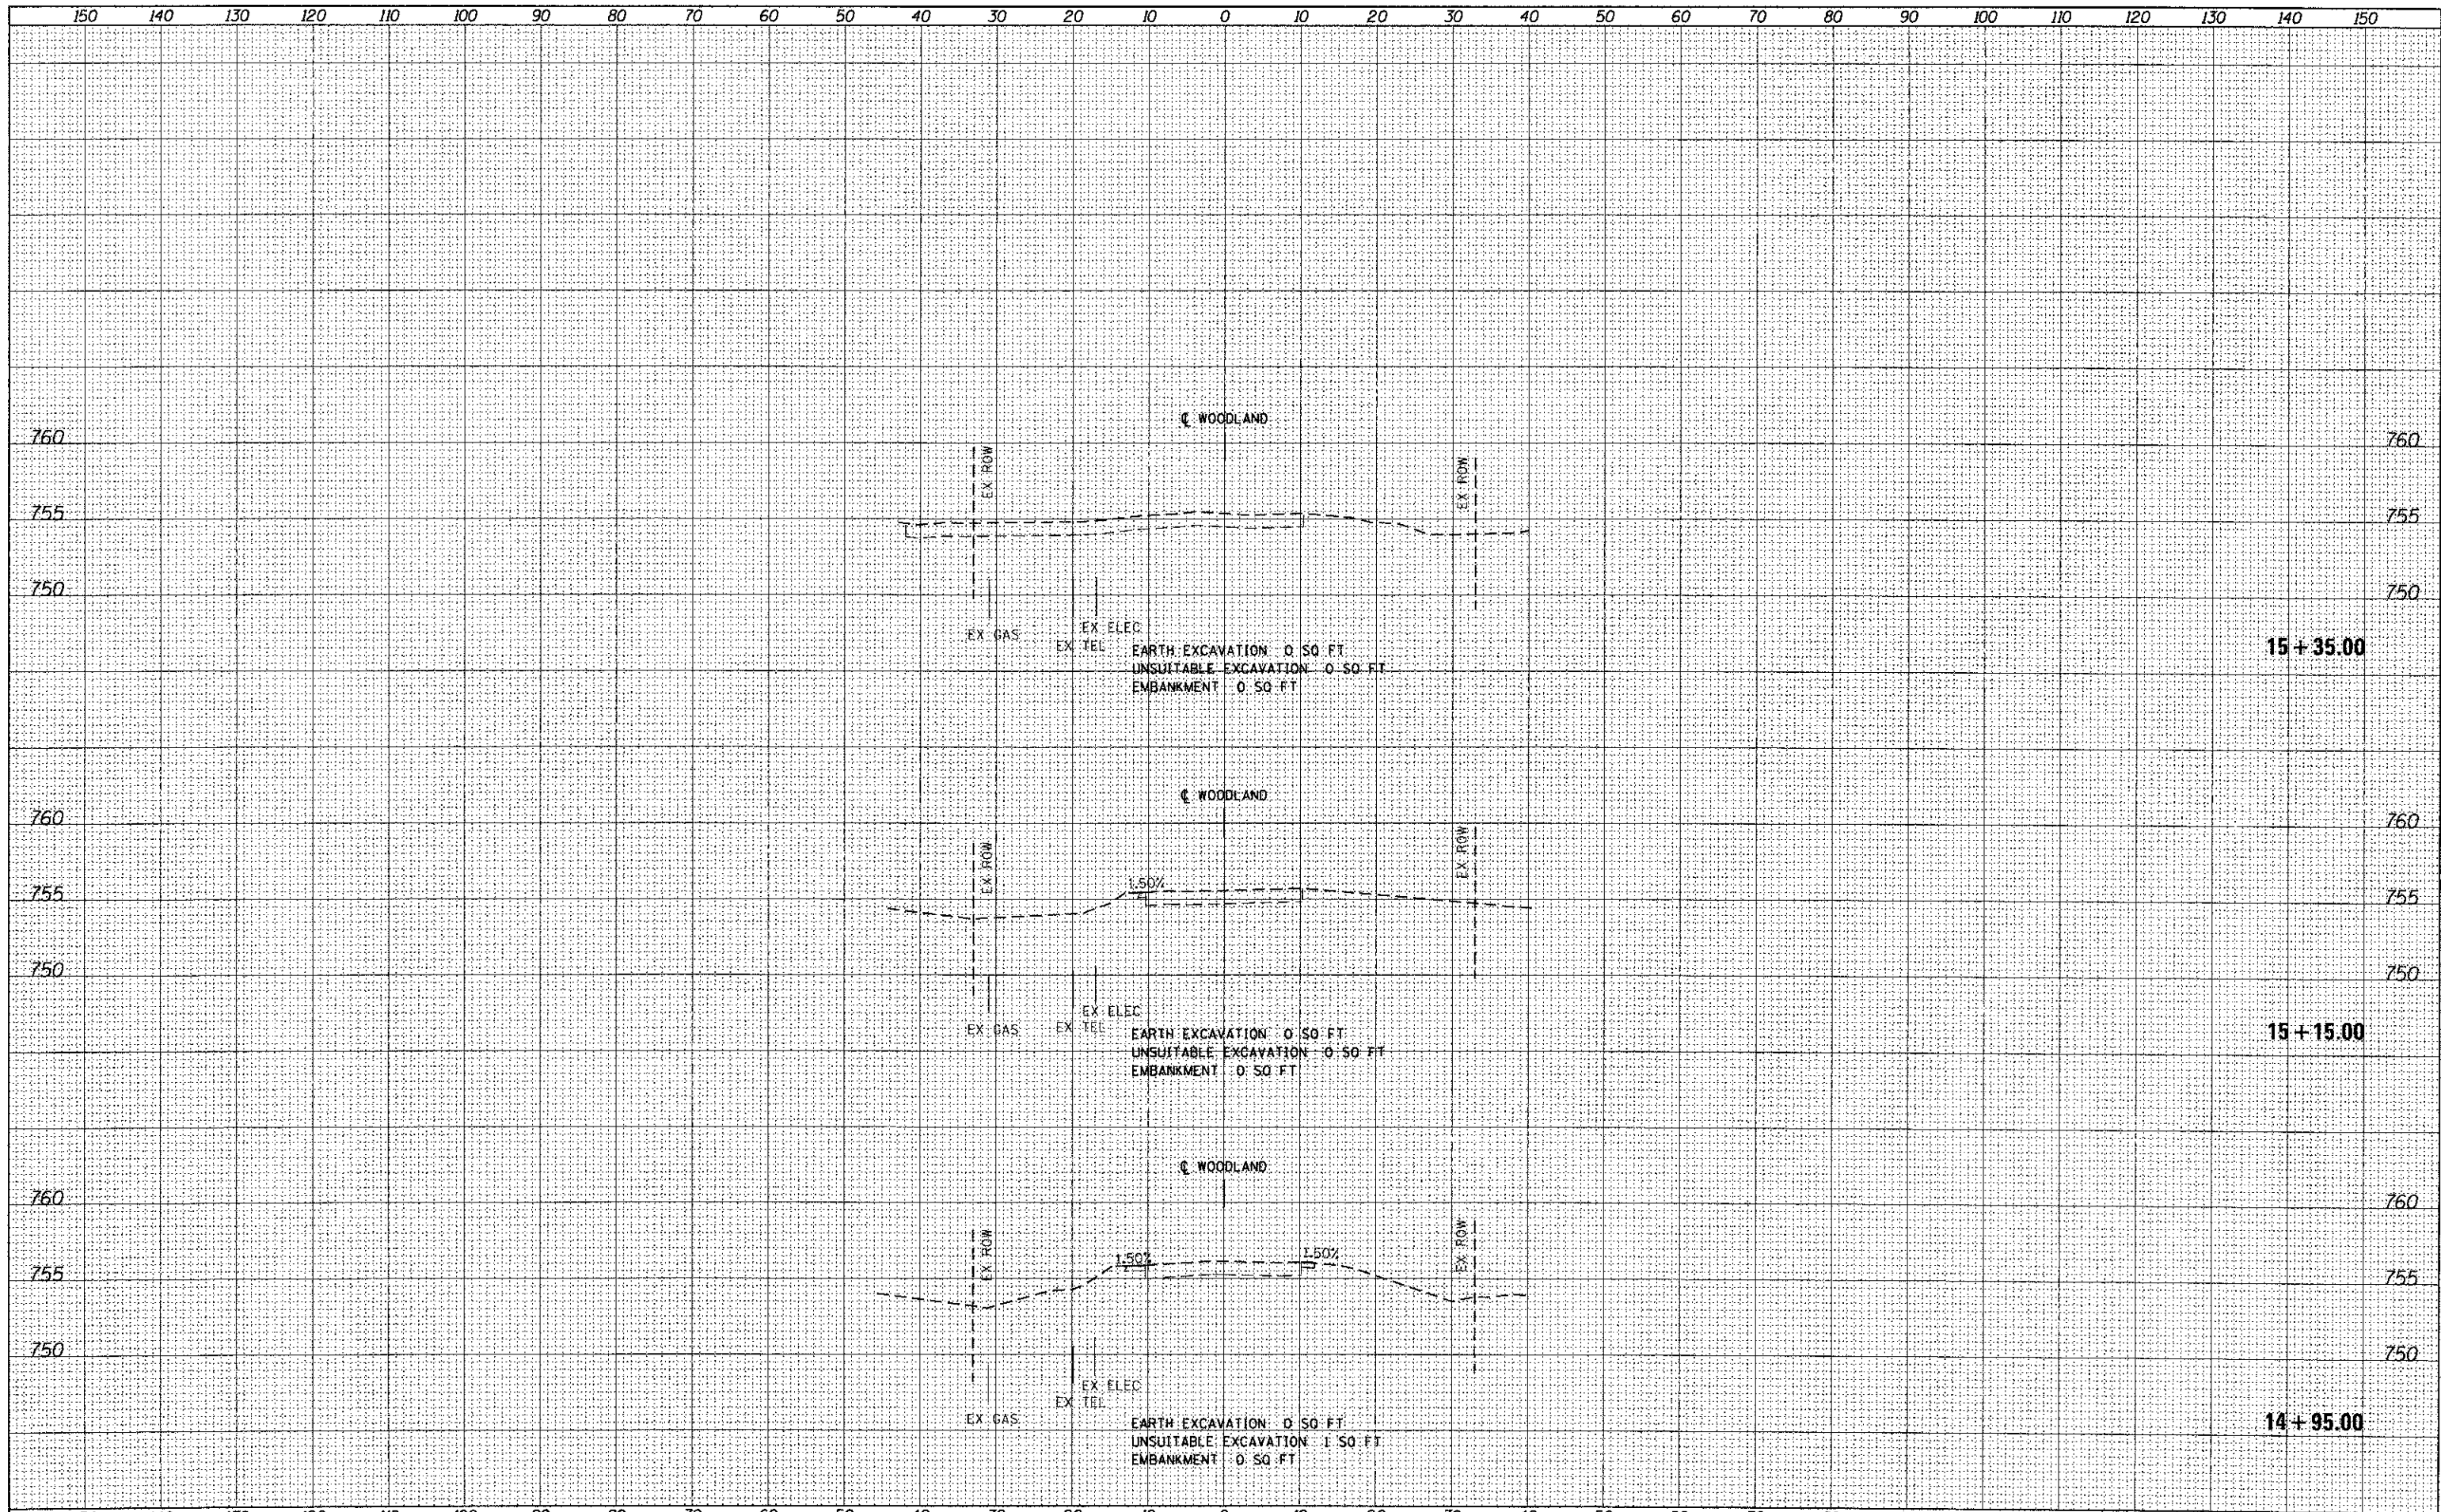 150 140 130 120 110 100 90 80 70 60 50 40 30 20 10 0 10 20 30 40 50 60 70 80 90 100 110 120 130 140 150
℄ WOODLAND
760 760
EX ROW EX ROW
755 755
750 750
EX GAS EX TEL EX ELEC
EARTH EXCAVATION 0 SQ FT
UNSUITABLE EXCAVATION 0 SQ FT
EMBANKMENT 0 SQ FT
15 + 35.00
℄ WOODLAND
760 760
EX ROW EX ROW
1.50%
755 755
750 750
EX GAS EX TEL EX ELEC
EARTH EXCAVATION 0 SQ FT
UNSUITABLE EXCAVATION 0 SQ FT
EMBANKMENT 0 SQ FT
15 + 15.00
℄ WOODLAND
760 760
EX ROW EX ROW
1.50% 1.50%
755 755
750 750
EX GAS EX TEL EX ELEC
EARTH EXCAVATION 0 SQ FT
UNSUITABLE EXCAVATION 1 SQ FT
EMBANKMENT 0 SQ FT
14 + 95.00